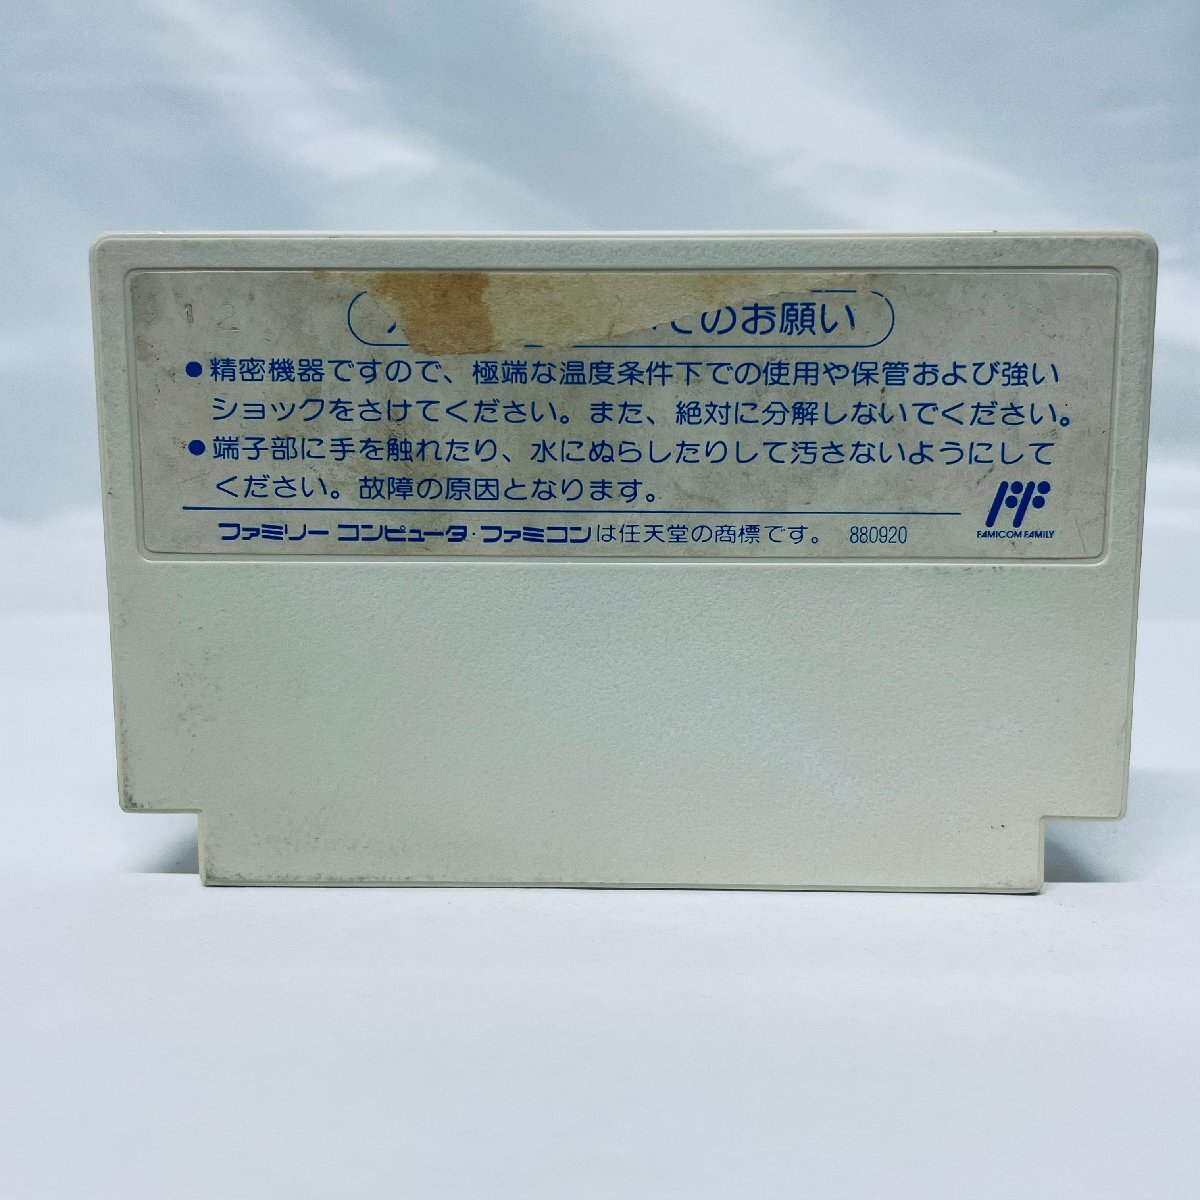 1 2
てのお願い
●精密機器ですので、極端な温度条件下での使用や保管および強い
ショックをさけてください。また、絶対に分解しないでください。
●端子部に手を触れたり、水にぬらしたりして汚さないようにして
ください。故障の原因となります。
ファミリー コンピュータ・ファミコンは任天堂の商標です。 880920
FF
FAMICOM FAMILY